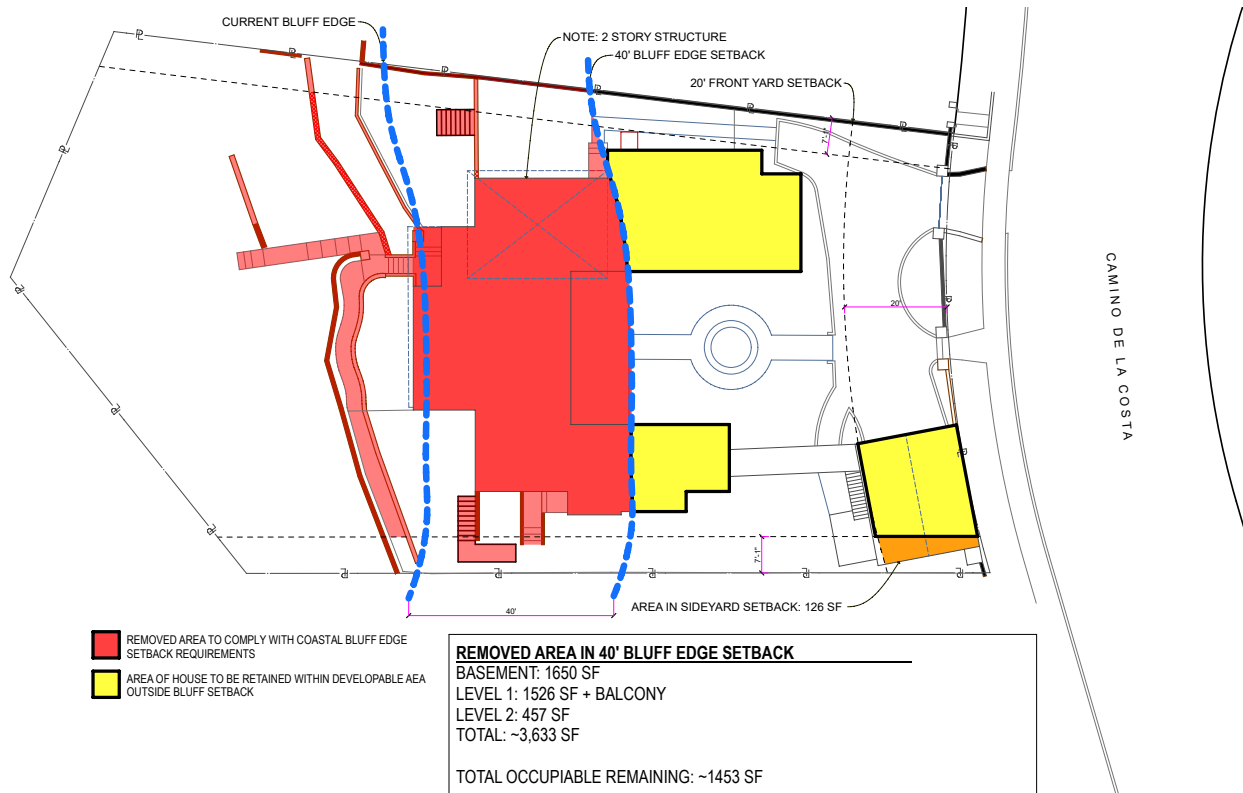 CURRENT BLUFF EDGE
NOTE: 2 STORY STRUCTURE
40' BLUFF EDGE SETBACK
20' FRONT YARD SETBACK
7'-1"
20'
CAMINO DE LA COSTA
7'-1"
AREA IN SIDEYARD SETBACK: 126 SF
40'
REMOVED AREA TO COMPLY WITH COASTAL BLUFF EDGE
SETBACK REQUIREMENTS
AREA OF HOUSE TO BE RETAINED WITHIN DEVELOPABLE AEA
OUTSIDE BLUFF SETBACK
REMOVED AREA IN 40' BLUFF EDGE SETBACK
BASEMENT: 1650 SF
LEVEL 1: 1526 SF + BALCONY
LEVEL 2: 457 SF
TOTAL: ~3,633 SF
TOTAL OCCUPIABLE REMAINING: ~1453 SF